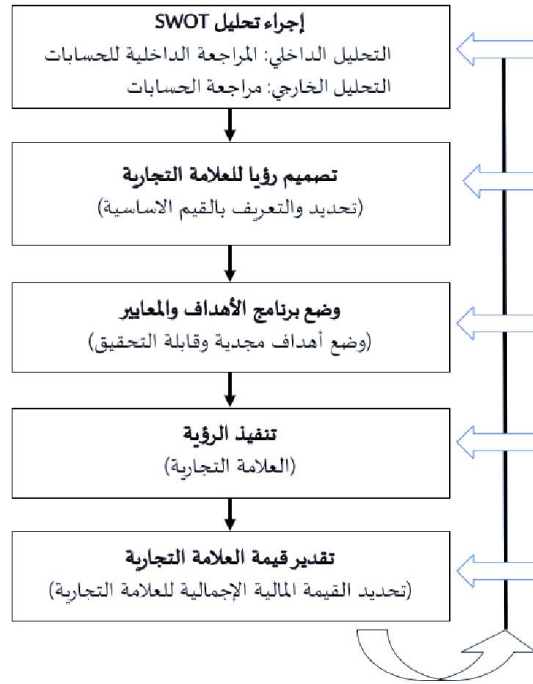 إجراء تحليل SWOT
التحليل الداخلي: المراجعة الداخلية للحسابات
التحليل الخارجي: مراجعة الحسابات
تصميم رؤيا للعلامة التجارية
(تحديد والتعريف بالقيم الاساسية)
وضع برنامج الأهداف والمعايير
(وضع أهداف مجدية وقابلة التحقيق)
تنفيذ الرؤية
(العلامة التجارية)
تقدير قيمة العلامة التجارية
(تحديد القيمة المالية الإجمالية للعلامة التجارية)